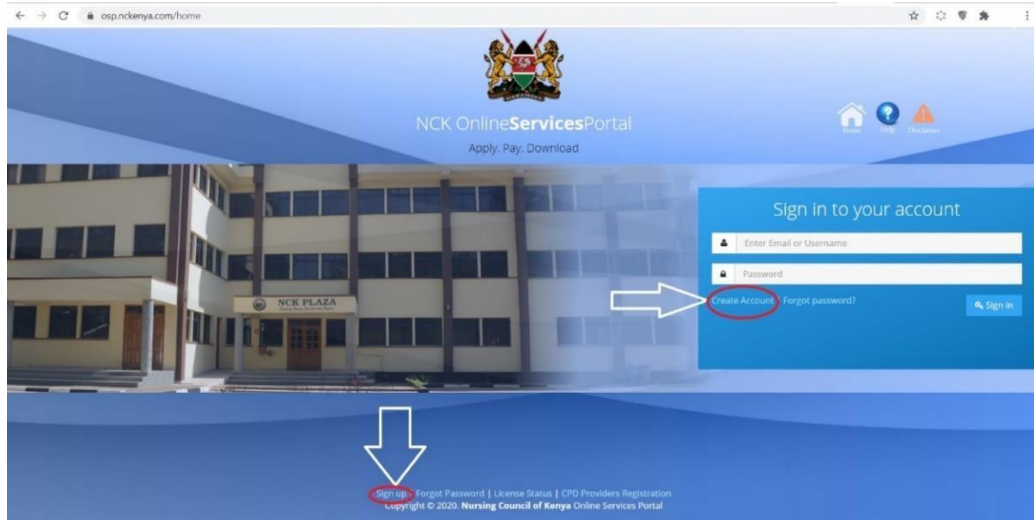 osp.nckenya.com/home
NCK OnlineServicesPortal
Apply. Pay. Download
Home Help Disclaimer
Sign in to your account
Enter Email or Username
NCK PLAZA
Password
Create Account | Forgot password?
Sign in
Sign up | Forgot Password | License Status | CPD Providers Registration
Copyright © 2020. Nursing Council of Kenya Online Services Portal